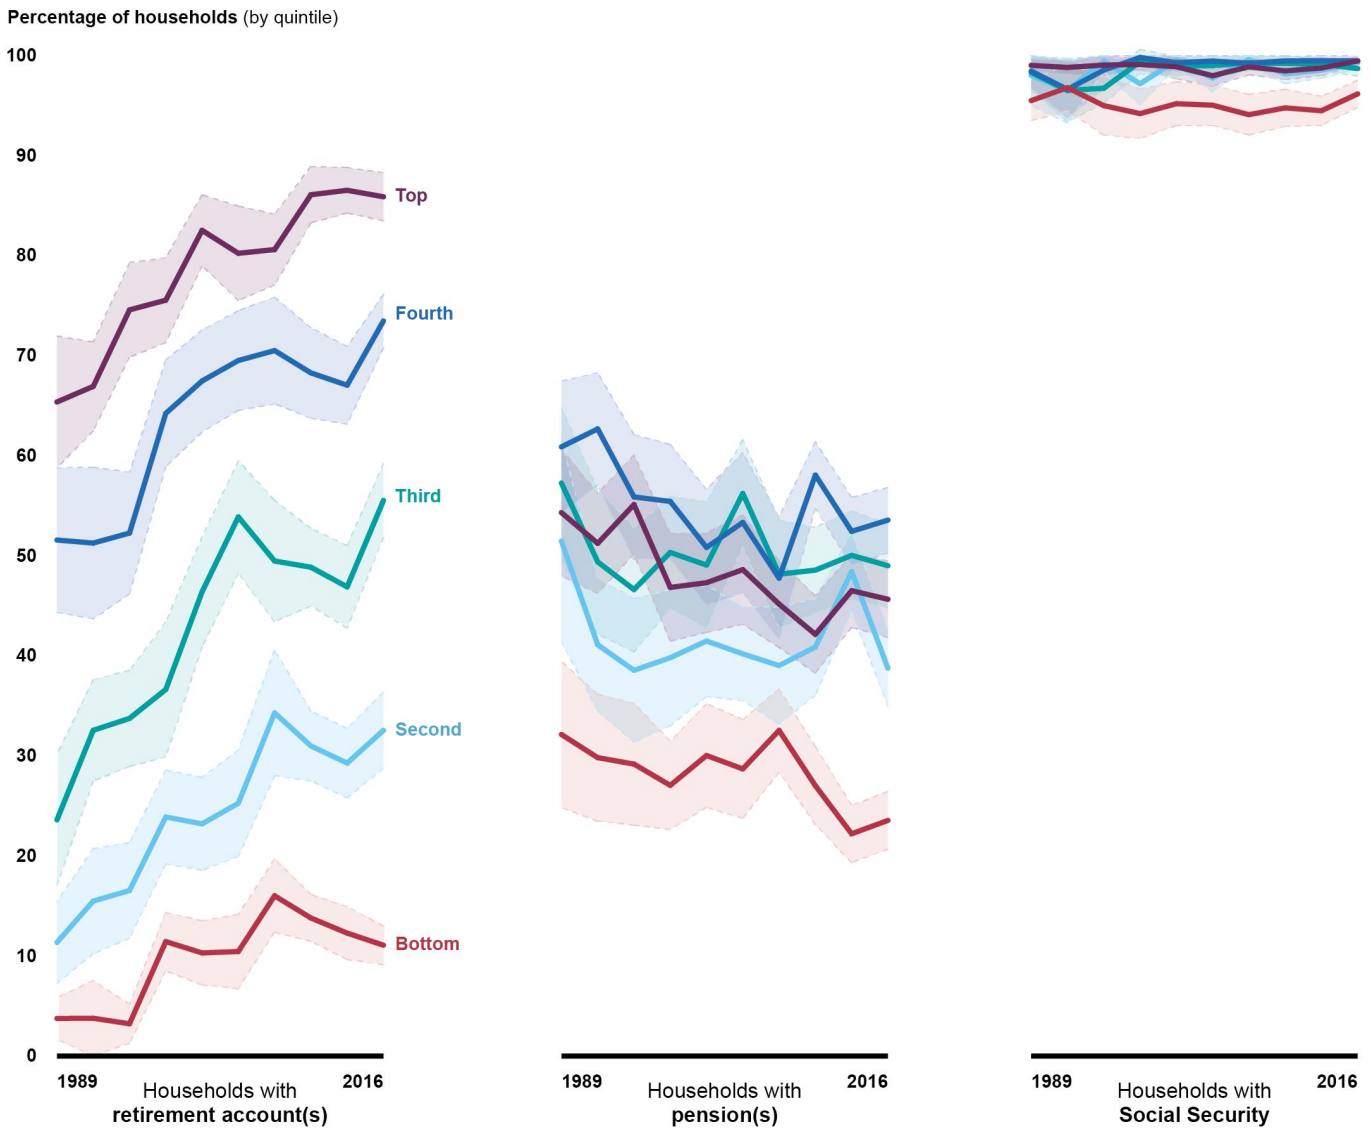 Percentage of households (by quintile)
100
90
80
70
60
50
40
30
20
10
0
Top
Fourth
Third
Second
Bottom
1989
2016
Households with
retirement account(s)
1989
2016
Households with
pension(s)
1989
2016
Households with
Social Security